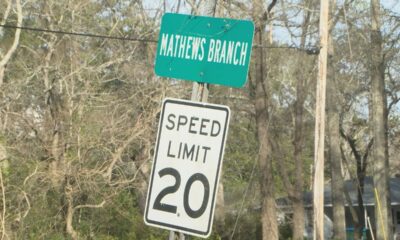 MATHEWS BRANCH
SPEED
LIMIT
20